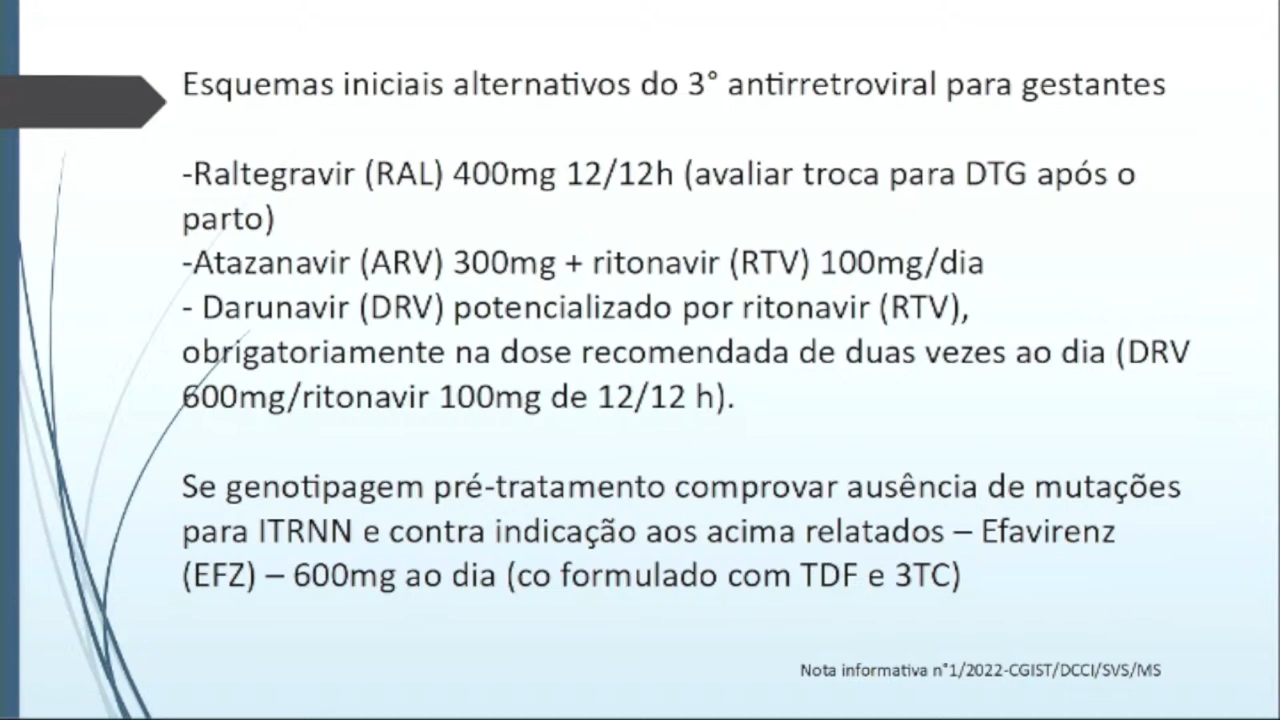 Esquemas iniciais alternativos do 3° antirretroviral para gestantes
-Raltegravir (RAL) 400mg 12/12h (avaliar troca para DTG após o
parto)
-Atazanavir (ARV) 300mg + ritonavir (RTV) 100mg/dia
- Darunavir (DRV) potencializado por ritonavir (RTV),
obrigatoriamente na dose recomendada de duas vezes ao dia (DRV
600mg/ritonavir 100mg de 12/12 h).
Se genotipagem pré-tratamento comprovar ausência de mutações
para ITRNN e contra indicação aos acima relatados – Efavirenz
(EFZ) – 600mg ao dia (co formulado com TDF e 3TC)
Nota informativa n°1/2022-CGIST/DCCI/SVS/MS